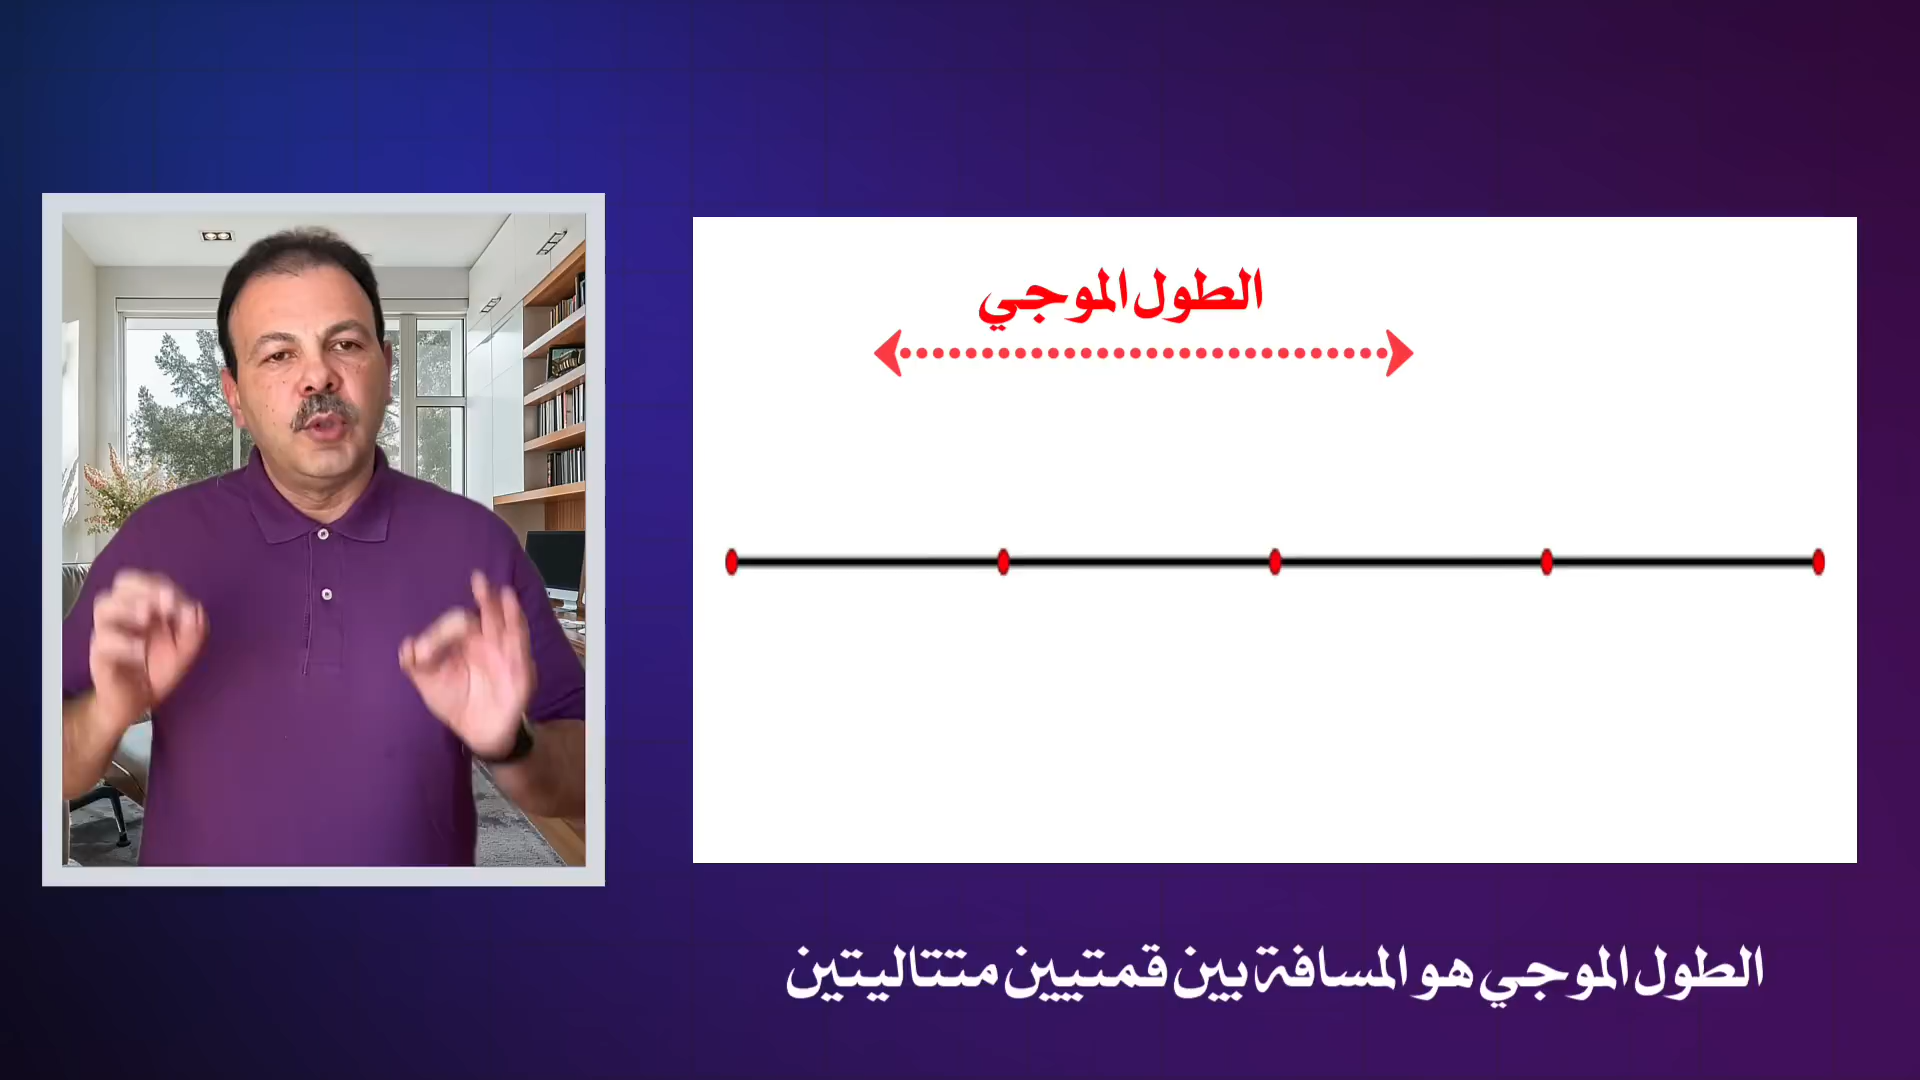 الطول الموجي
الطول الموجي هو المسافة بين قمتيين متتاليتين